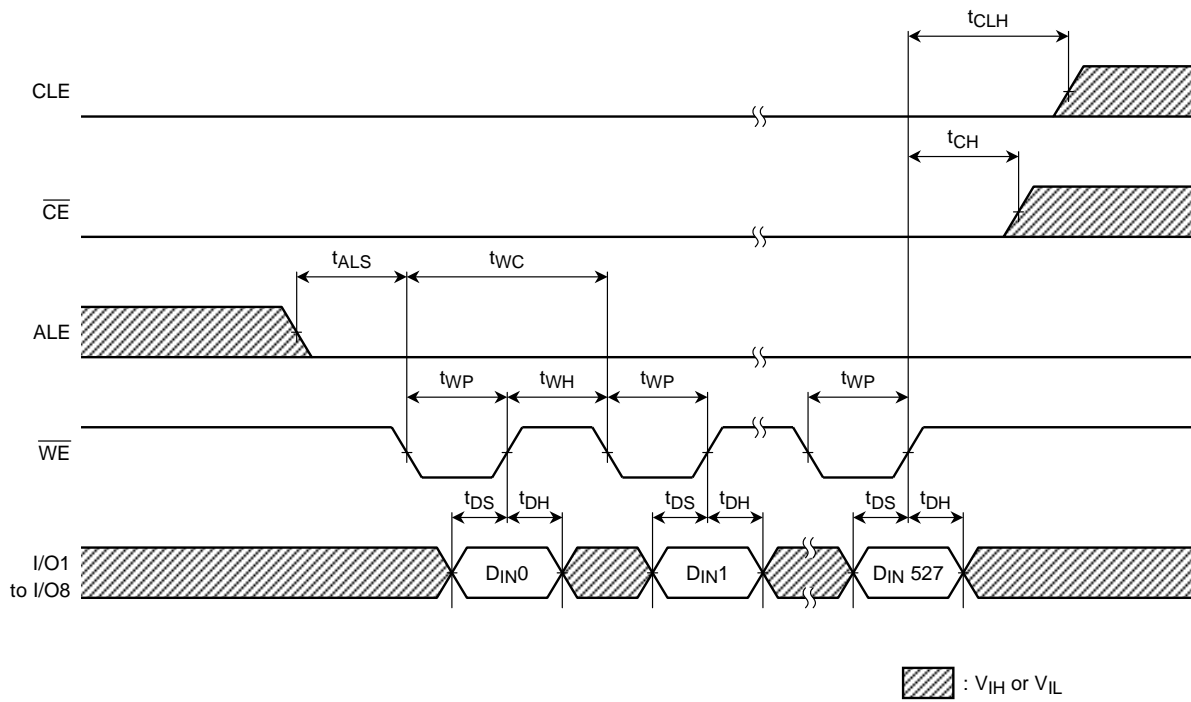 tCLH
CLE
tCH
CE
tALS
tWC
ALE
tWP
tWH
tWP
tWP
WE
tDS
tDH
tDS
tDH
tDS
tDH
I/O1
to I/O8
DIN0
DIN1
DIN 527
: VIH or VIL